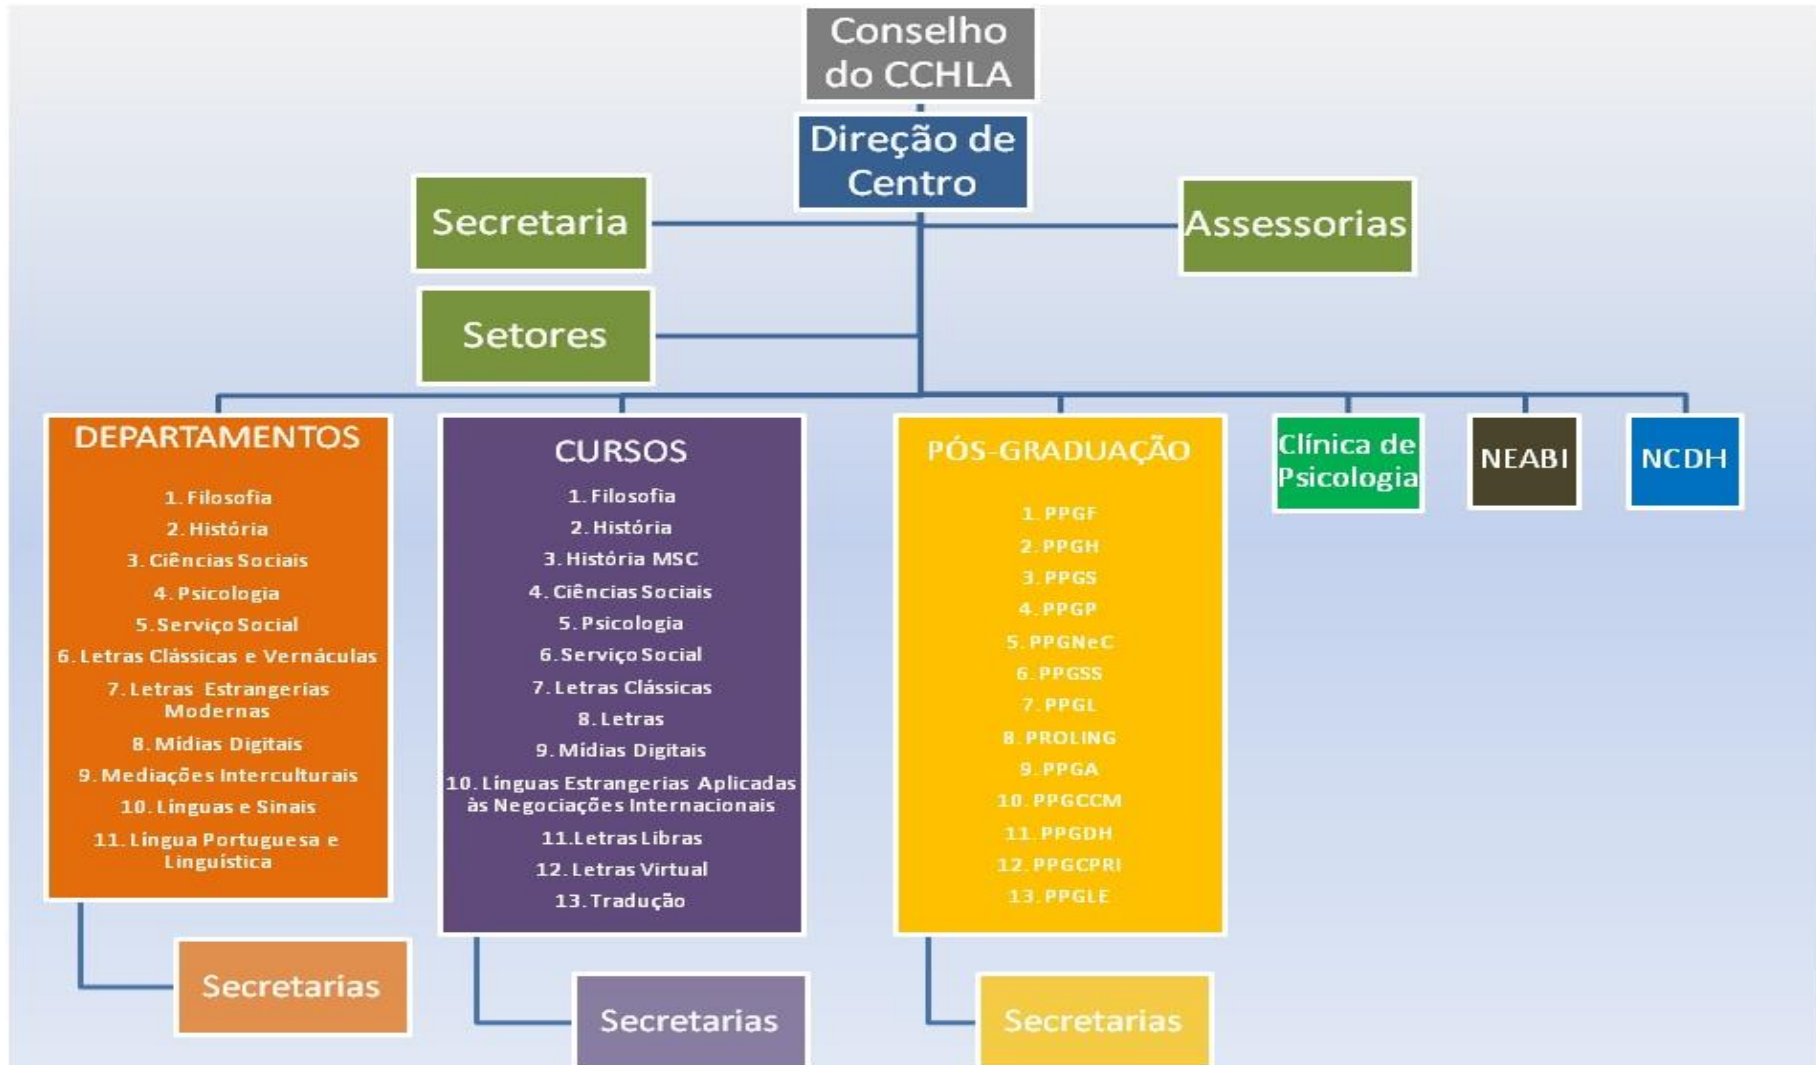 Conselho
do CCHLA
Direção de
Centro
Secretaria
Assessorias
Setores
DEPARTAMENTOS
1. Filosofia
2. História
3. Ciências Sociais
4. Psicologia
5.Serviço Social
6. Letras Clássicas e Vernáculas
7. Letras Estrangerias
Modernas
8. Mídias Digitais
9. Mediações Interculturais
10. Línguas e Sinais
11. Língua Portuguesa e
Linguística
Secretarias
CURSOS
1. Filosofia
2. História
3. História MSC
4. Ciências Sociais
5. Psicologia
6.Serviço Social
7. Letras Clássicas
8. Letras
9. Mídias Digitais
10. Línguas Estrangerias Aplicadas
às Negociações Internacionais
11.Letras Libras
12. Letras Virtual
13. Tradução
Secretarias
PÓS-GRADUAÇÃO
1. PPGF
2. PPGH
3. PPGS
4. PPGP
5. PPGNeC
6. PPGSS
7. PPGL
8. PROLING
9. PPGA
10. PPGCCM
11. PPGDH
12. PPGCPRI
13. PPGLE
Secretarias
Clínica de
Psicologia
NEABI
NCDH